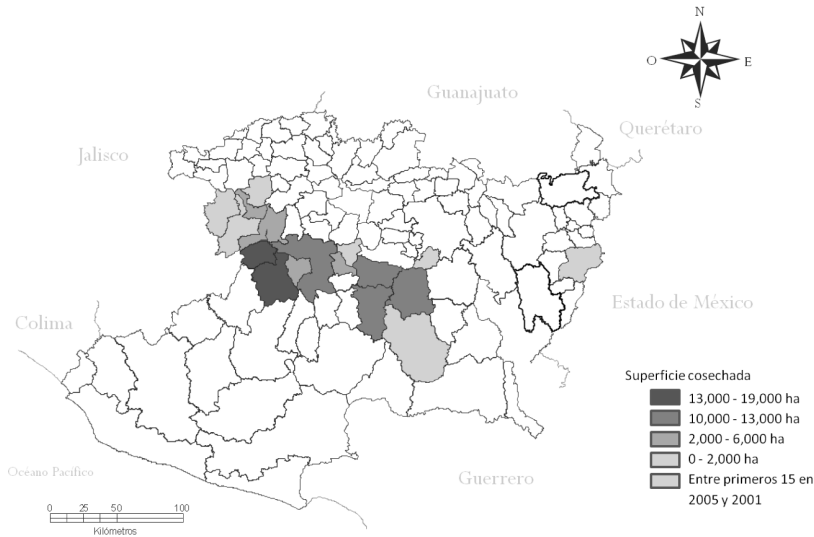 N
O
E
S
Guanajuato
Querétaro
Jalisco
Estado de México
Colima
Superficie cosechada
13,000 - 19,000 ha
10,000 - 13,000 ha
2,000 - 6,000 ha
0 - 2,000 ha
Entre primeros 15 en
2005 y 2001
Océano Pacífico
Guerrero
0 25 50 100
Kilómetros